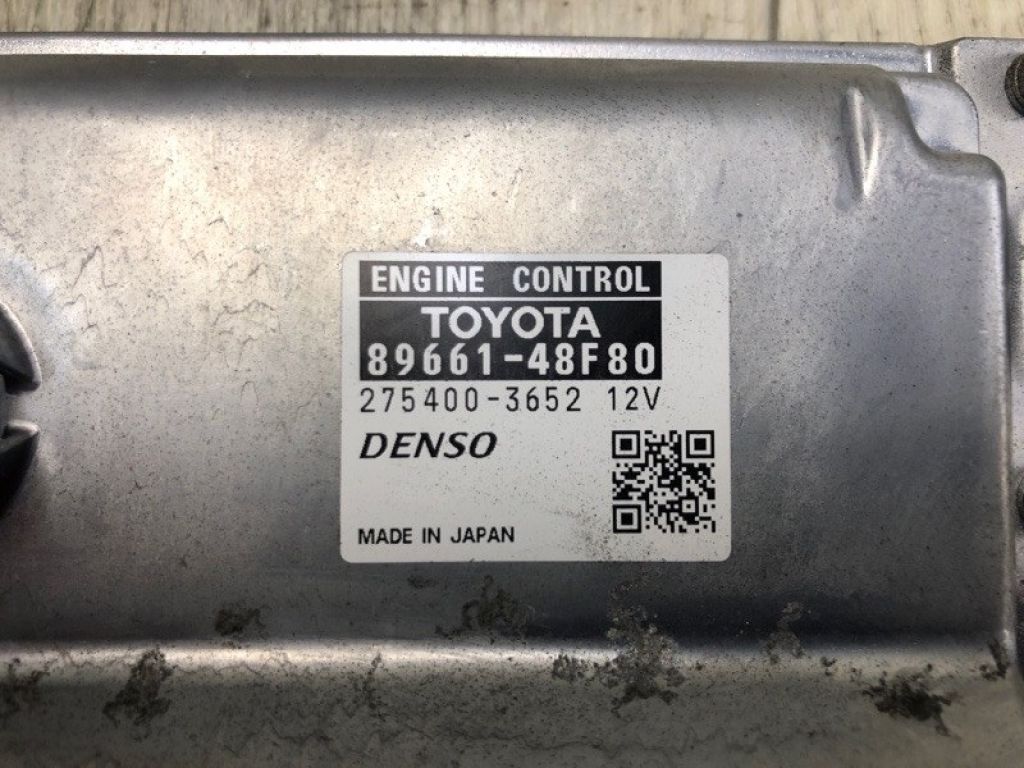 ENGINE CONTROL
TOYOTA
89661-48F80
275400-3652 12V
DENSO
MADE IN JAPAN